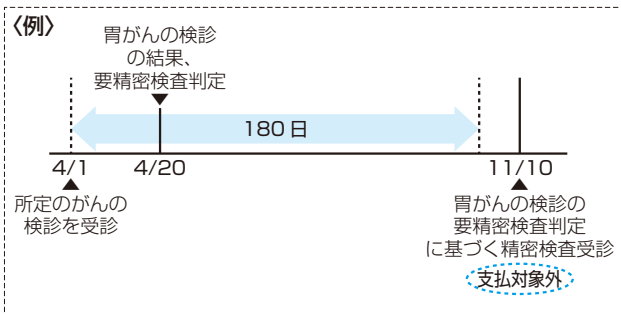 〈例〉
胃がんの検診
の結果、
要精密検査判定
180日
4/1
4/20
11/10
所定のがんの
検診を受診
胃がんの検診の
要精密検査判定
に基づく精密検査受診
支払対象外